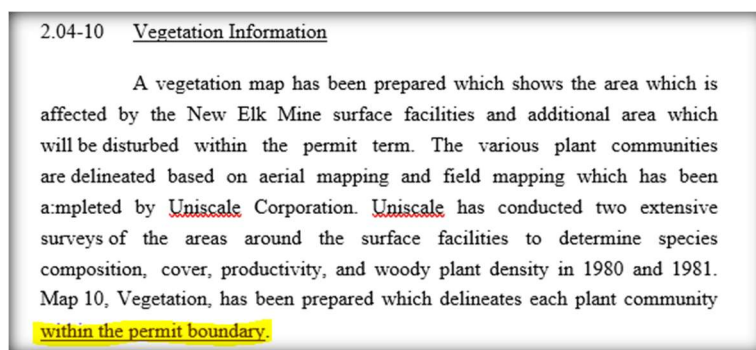 2.04-10 Vegetation Information
A vegetation map has been prepared which shows the area which is
affected by the New Elk Mine surface facilities and additional area which
will be disturbed within the permit term. The various plant communities
are delineated based on aerial mapping and field mapping which has been
a:mpleted by Uniscale Corporation. Uniscale has conducted two extensive
surveys of the areas around the surface facilities to determine species
composition, cover, productivity, and woody plant density in 1980 and 1981.
Map 10, Vegetation, has been prepared which delineates each plant community
within the permit boundary.